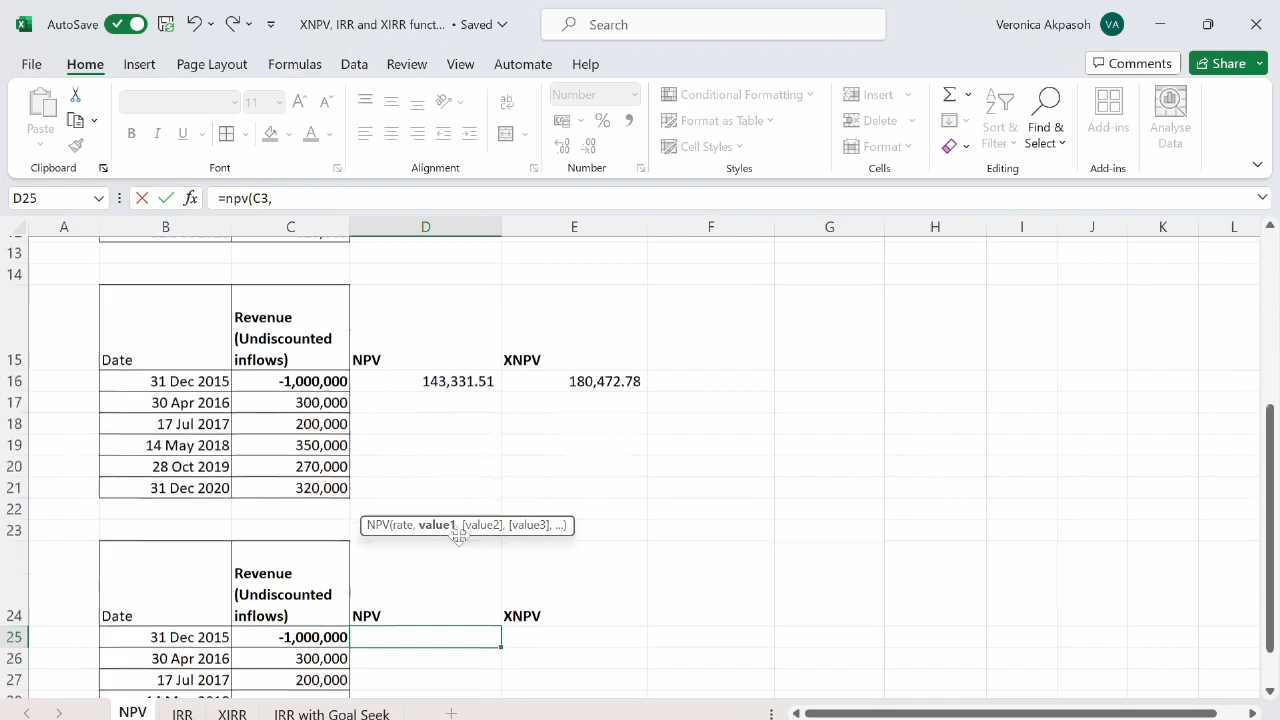 AutoSave
XNPV, IRR and XIRR funct... • Saved
Search
Veronica Akpasoh VA
File Home Insert Page Layout Formulas Data Review View Automate Help
Comments Share
Paste
11
B I U
ab
Number
%
Conditional Formatting
Format as Table
Cell Styles
Insert
Delete
Format
Sort & Filter
Find & Select
Add-ins
Analyse Data
Clipboard Font Alignment Number Styles Cells Editing Add-ins
D25 fx =npv(C3,
A B C D E F G H I J K L
13
14
Revenue
(Undiscounted
15 Date inflows) NPV XNPV
16 31 Dec 2015 -1,000,000 143,331.51 180,472.78
17 30 Apr 2016 300,000
18 17 Jul 2017 200,000
19 14 May 2018 350,000
20 28 Oct 2019 270,000
21 31 Dec 2020 320,000
22
23
NPV(rate, value1, [value2], [value3], ...)
Revenue
(Undiscounted
24 Date inflows) NPV XNPV
25 31 Dec 2015 -1,000,000
26 30 Apr 2016 300,000
27 17 Jul 2017 200,000
NPV IRR XIRR IRR with Goal Seek